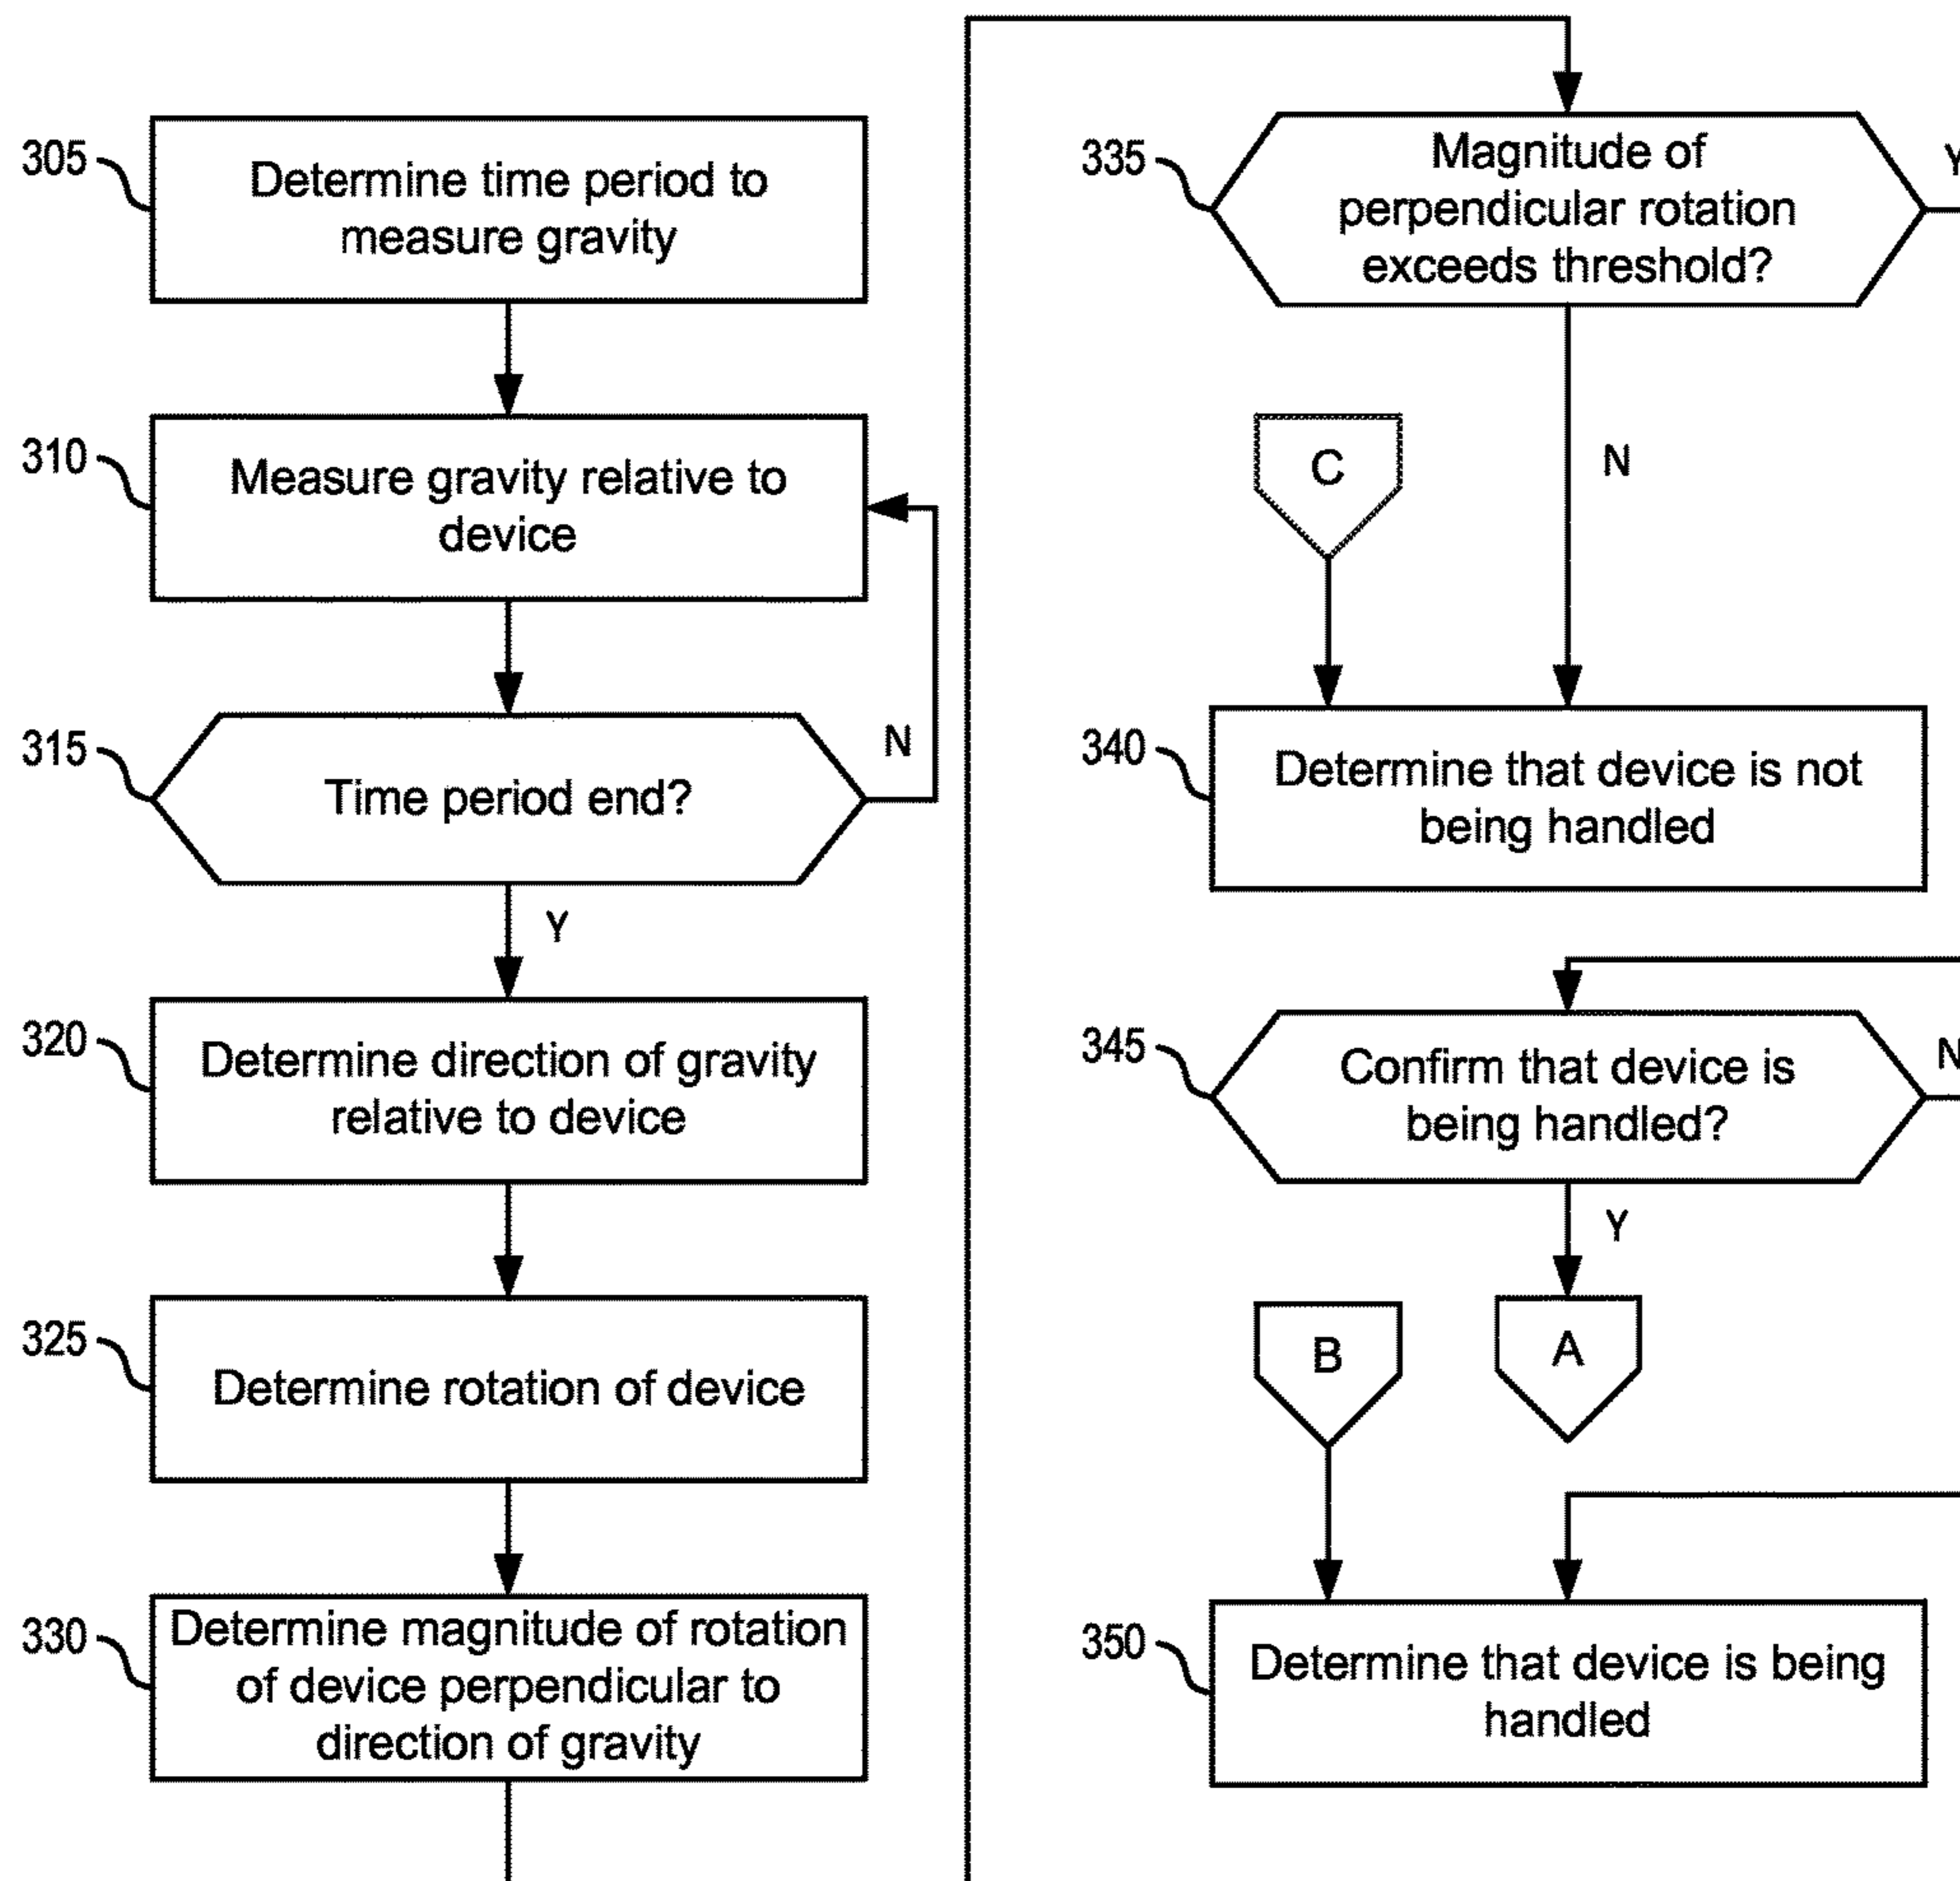 305
Determine time period to
measure gravity
310
Measure gravity relative to
device
N
315
Time period end?
Y
320
Determine direction of gravity
relative to device
325
Determine rotation of device
330
Determine magnitude of rotation
of device perpendicular to
direction of gravity
335
Magnitude of
perpendicular rotation
exceeds threshold?
Y
C
N
340
Determine that device is not
being handled
345
Confirm that device is
being handled?
N
Y
B
A
350
Determine that device is being
handled